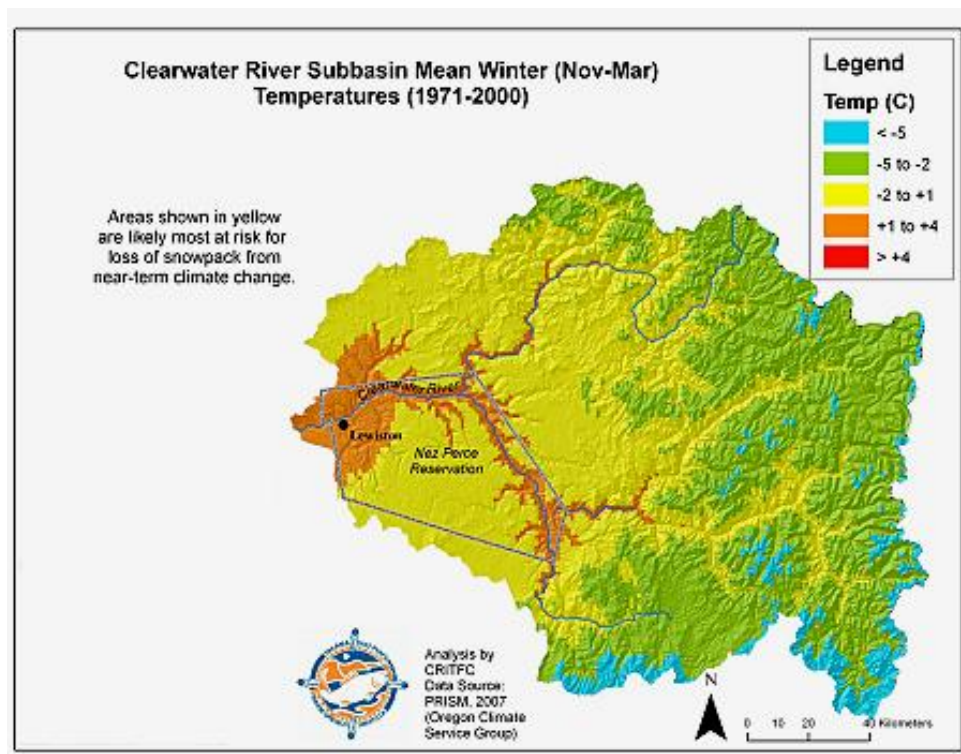 Clearwater River Subbasin Mean Winter (Nov-Mar)
Temperatures (1971-2000)
Legend
Temp (C)
< -5
-5 to -2
-2 to +1
+1 to +4
> +4
Areas shown in yellow
are likely most at risk for
loss of snowpack from
near-term climate change.
Clearwater River
Lewiston
Nez Perce
Reservation
Analysis by
CRITFC
Data Source:
PRISM, 2007
(Oregon Climate
Service Group)
N
0 10 20 40 Kilometers